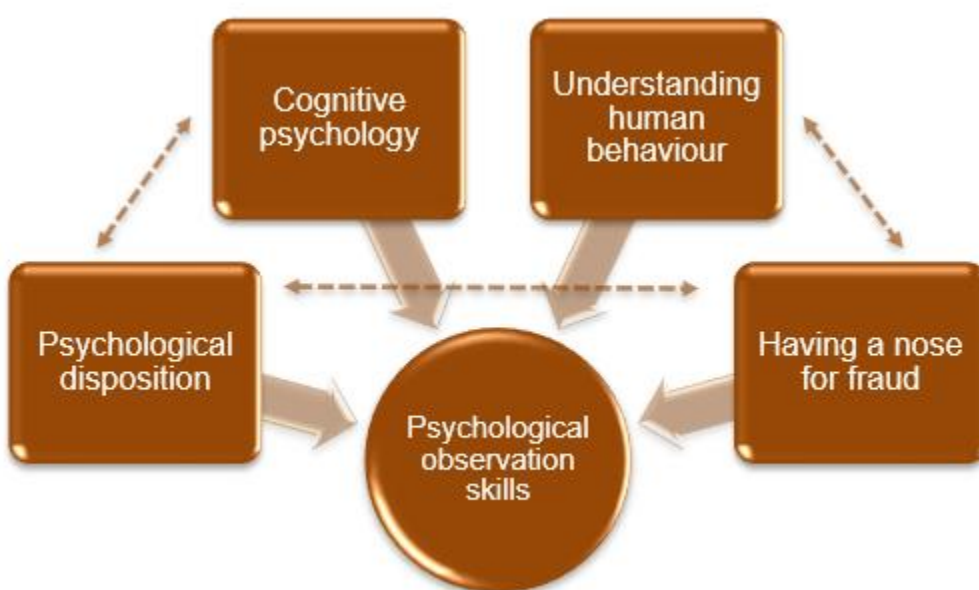 Cognitive
psychology
Understanding
human
behaviour
Psychological
disposition
Having a nose
for fraud
Psychological
observation
skills